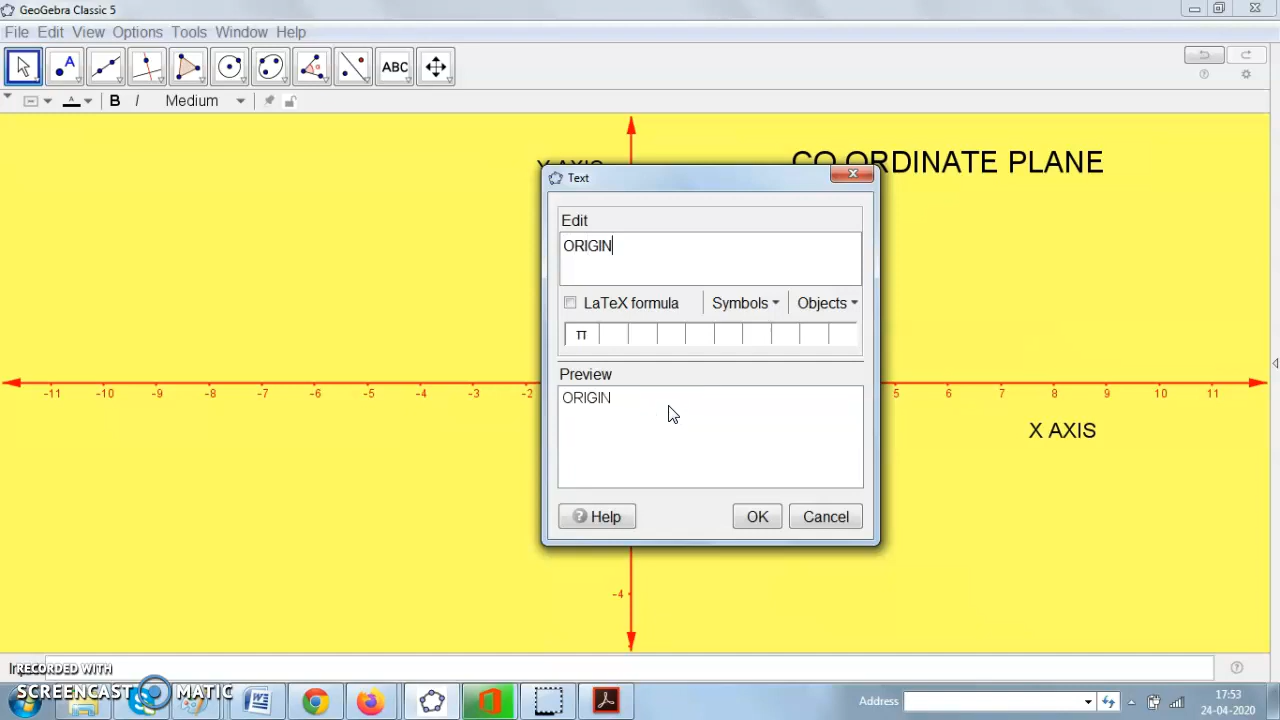 GeoGebra Classic 5
File Edit View Options Tools Window Help
A ABC
A B I Medium
CO ORDINATE PLANE
Y AXIS
Text
Edit
ORIGIN
LaTeX formula Symbols Objects
π
Preview
ORIGIN
-11 -10 -9 -8 -7 -6 -5 -4 -3 -2 5 6 7 8 9 10 11
X AXIS
? Help OK Cancel
-4
RECORDED WITH
SCREENCAST MATIC
Address
17:53
24-04-2020